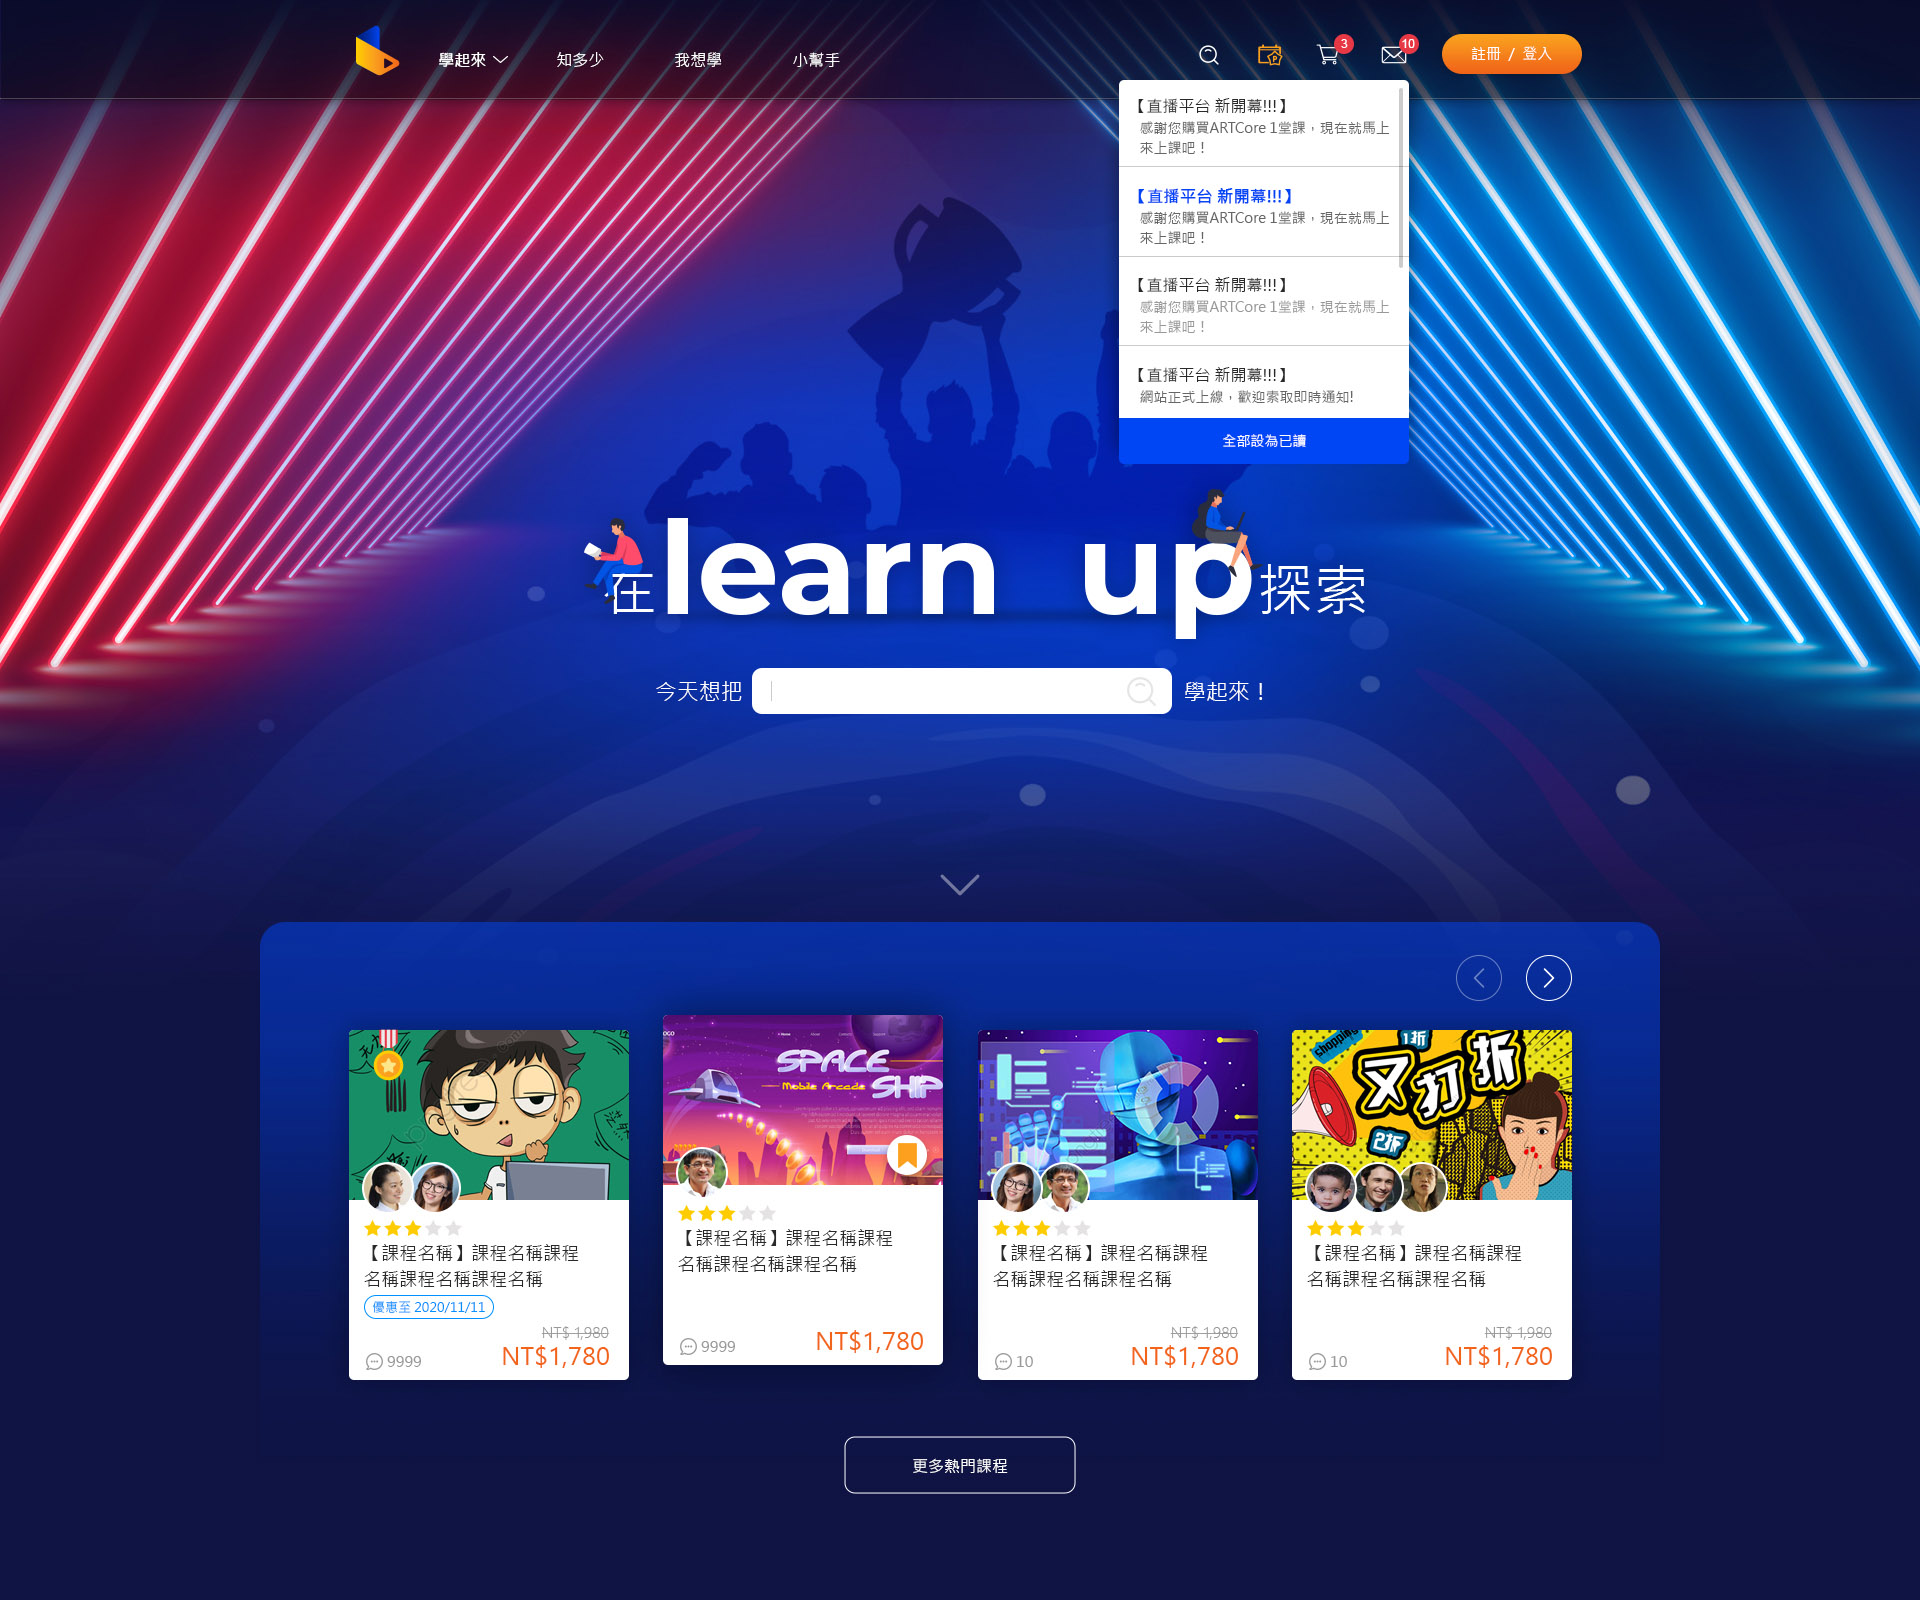 學起來
知多少
我想學
小幫手
3
10
註冊 / 登入
【直播平台 新開幕!!!】
感謝您購買ARTCore 1堂課，現在就馬上
來上課吧！
【直播平台 新開幕!!!】
感謝您購買ARTCore 1堂課，現在就馬上
來上課吧！
【直播平台 新開幕!!!】
感謝您購買ARTCore 1堂課，現在就馬上
來上課吧！
【直播平台 新開幕!!!】
網站正式上線，歡迎索取即時通知!
全部設為已讀
在learn up探索
今天想把
學起來！
【課程名稱】課程名稱課程
名稱課程名稱課程名稱
優惠至 2020/11/11
NT$ 1,980
9999
NT$1,780
SPACE
Mobile Arcade
SHIP
【課程名稱】課程名稱課程
名稱課程名稱課程名稱
9999
NT$1,780
【課程名稱】課程名稱課程
名稱課程名稱課程名稱
NT$ 1,980
10
NT$1,780
shopping
1折
又打折
2折
【課程名稱】課程名稱課程
名稱課程名稱課程名稱
NT$ 1,980
10
NT$1,780
更多熱門課程